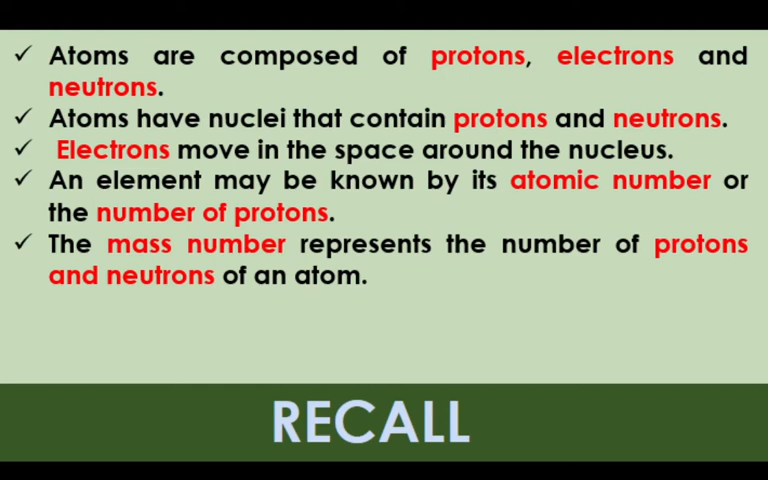 ✓ Atoms are composed of protons, electrons and
neutrons.
✓ Atoms have nuclei that contain protons and neutrons.
✓ Electrons move in the space around the nucleus.
✓ An element may be known by its atomic number or
the number of protons.
✓ The mass number represents the number of protons
and neutrons of an atom.
RECALL